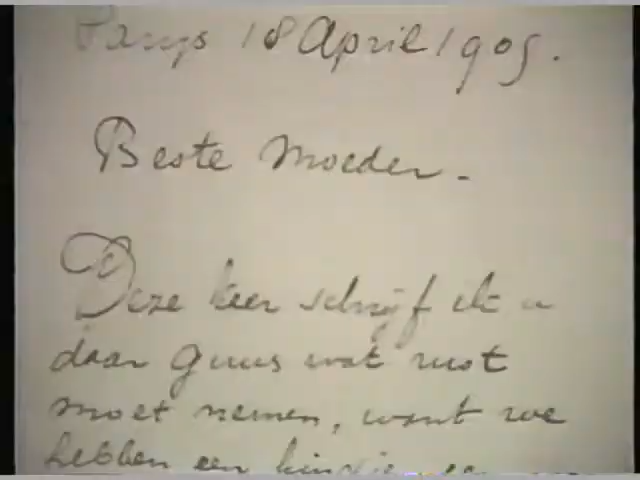 Parijs 18 April 1905.
Beste Moeder.
Deze keer schrijf ik u
daar Guus wat rust
moet nemen, want we
hebben een kindje